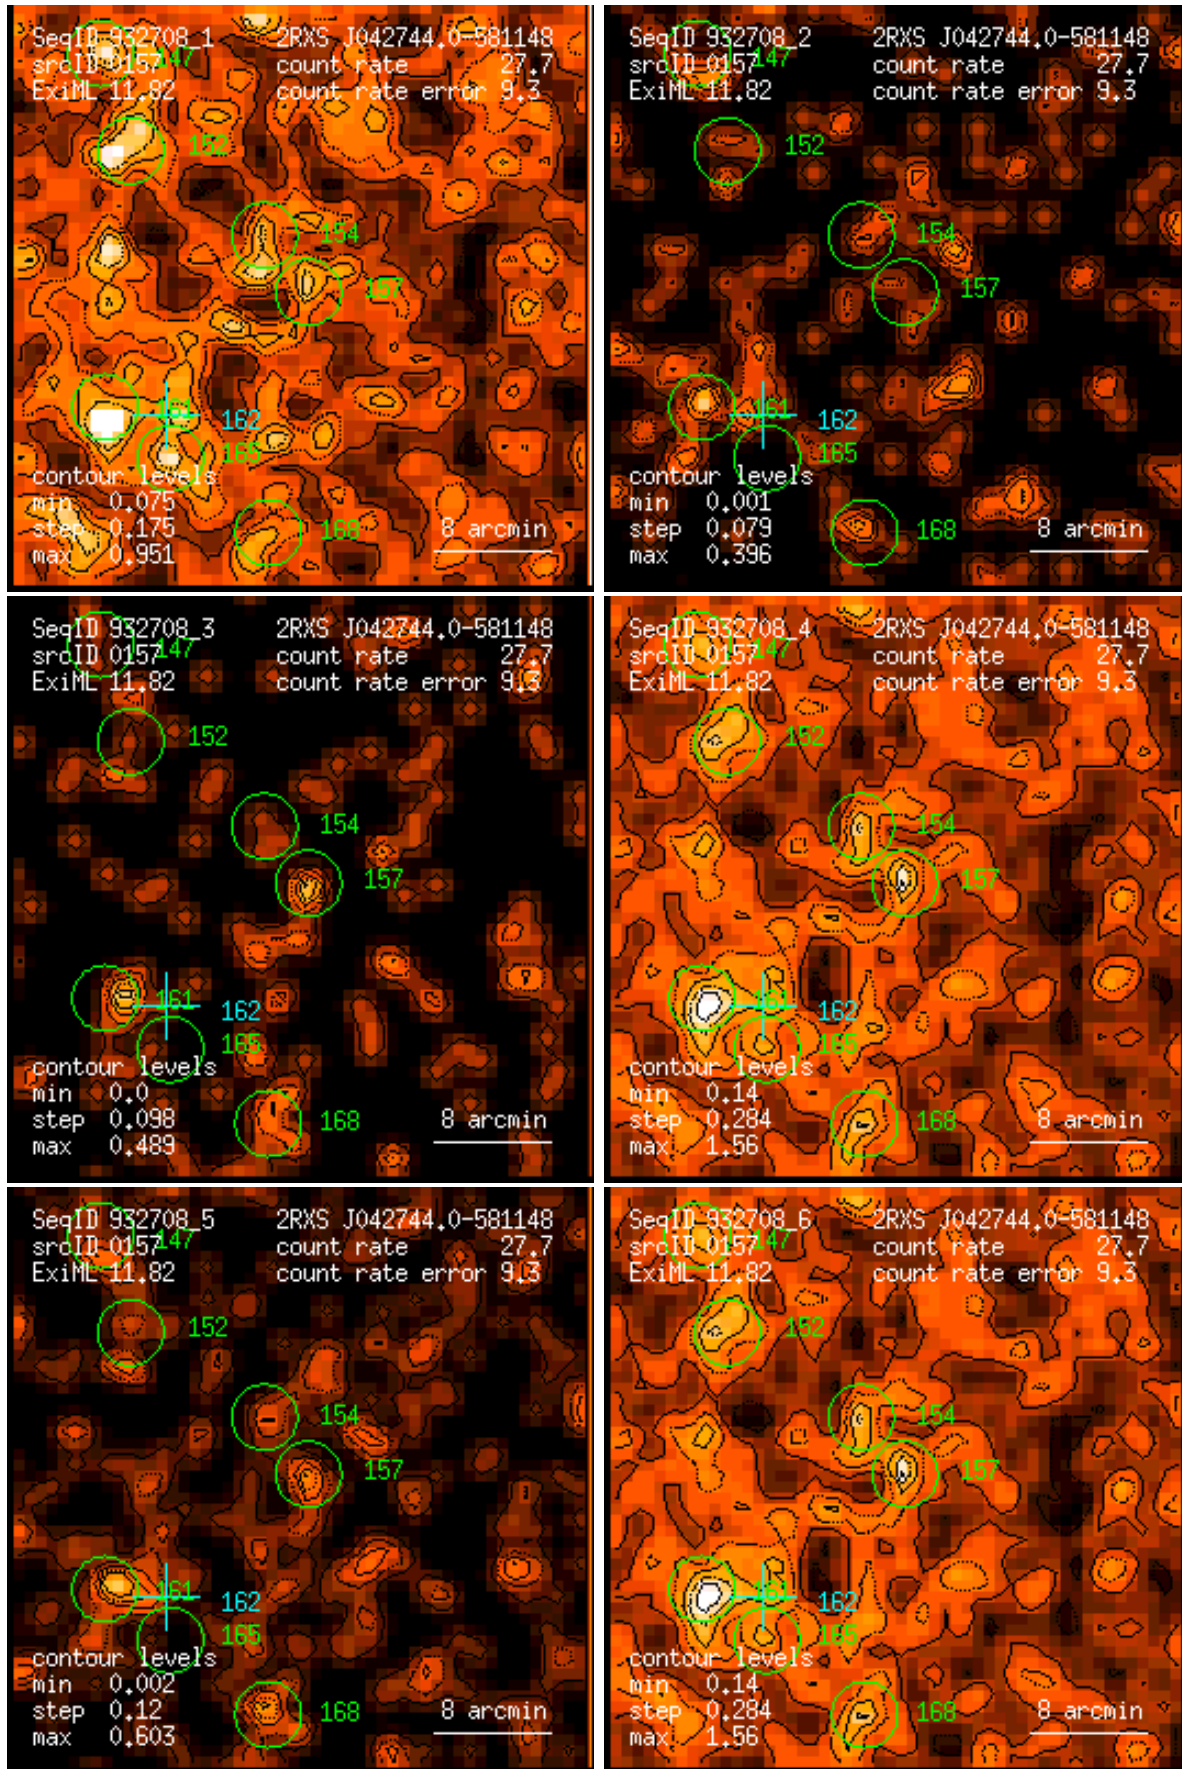 SeqID 932708_1 2RXS J042744.0-581148
srcID 0157 147 count rate 27.7
ExiML 11.82 count rate error 9.3
152
154
157
161 162
165
contour levels
min 0.075
step 0.175 168 8 arcmin
max 0.951
SeqID 932708_2 2RXS J042744.0-581148
srcID 0157 147 count rate 27.7
ExiML 11.82 count rate error 9.3
152
154
157
161 162
165
contour levels
min 0.001
step 0.079 168 8 arcmin
max 0.396
SeqID 932708_3 2RXS J042744.0-581148
srcID 0157 147 count rate 27.7
ExiML 11.82 count rate error 9.3
152
154
157
161 162
165
contour levels
min 0.0
step 0.098 168 8 arcmin
max 0.489
SeqID 932708_4 2RXS J042744.0-581148
srcID 0157 147 count rate 27.7
ExiML 11.82 count rate error 9.3
152
154
157
161 162
165
contour levels
min 0.14
step 0.284 168 8 arcmin
max 1.56
SeqID 932708_5 2RXS J042744.0-581148
srcID 0157 147 count rate 27.7
ExiML 11.82 count rate error 9.3
152
154
157
161 162
165
contour levels
min 0.002
step 0.12 168 8 arcmin
max 0.603
SeqID 932708_6 2RXS J042744.0-581148
srcID 0157 147 count rate 27.7
ExiML 11.82 count rate error 9.3
152
154
157
161 162
165
contour levels
min 0.14
step 0.284 168 8 arcmin
max 1.56